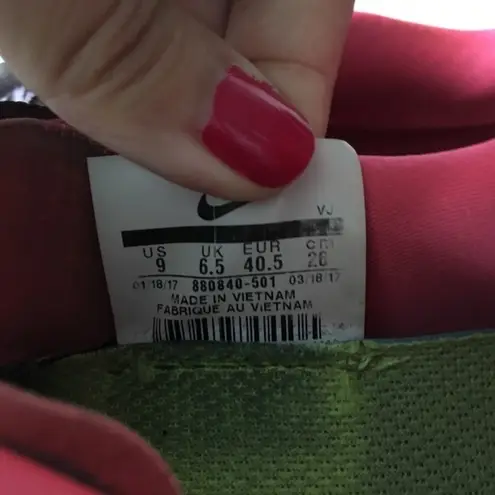 VJ
US UK EUR cm
9 6.5 40.5 26
01/18/17 880840-501 03/18/17
MADE IN VIETNAM
FABRIQUE AU VIETNAM